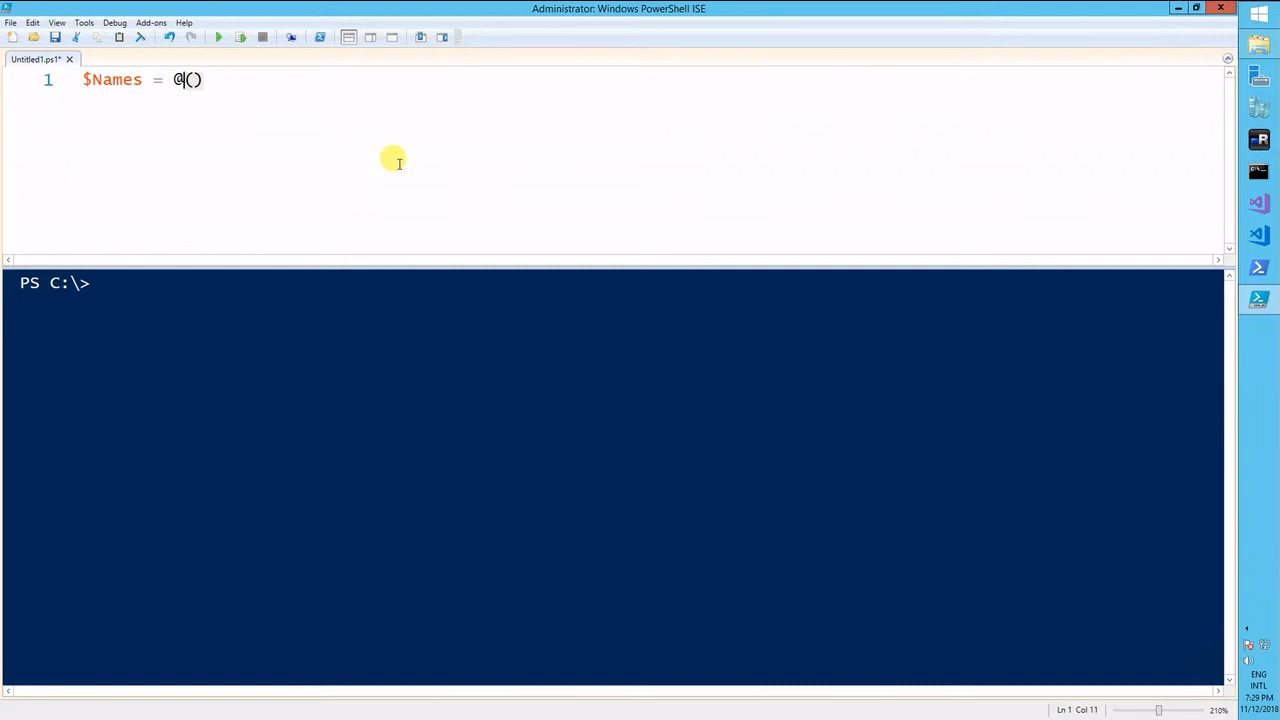 Administrator: Windows PowerShell ISE
File Edit View Tools Debug Add-ons Help
Untitled1.ps1* X
1 $Names = @()
PS C:\>
Ln 1 Col 11 210%
ENG
INTL
7:29 PM
11/12/2018